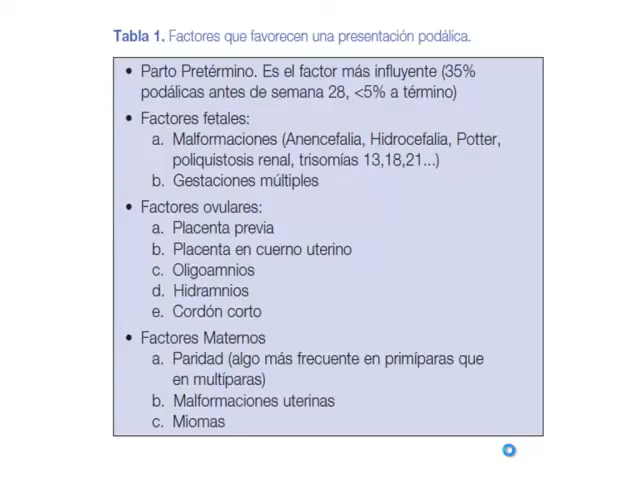 Tabla 1. Factores que favorecen una presentación podálica.
• Parto Pretérmino. Es el factor más influyente (35%
podálicas antes de semana 28, <5% a término)
• Factores fetales:
a. Malformaciones (Anencefalia, Hidrocefalia, Potter,
poliquistosis renal, trisomías 13,18,21...)
b. Gestaciones múltiples
• Factores ovulares:
a. Placenta previa
b. Placenta en cuerno uterino
c. Oligoamnios
d. Hidramnios
e. Cordón corto
• Factores Maternos
a. Paridad (algo más frecuente en primíparas que
en multíparas)
b. Malformaciones uterinas
c. Miomas